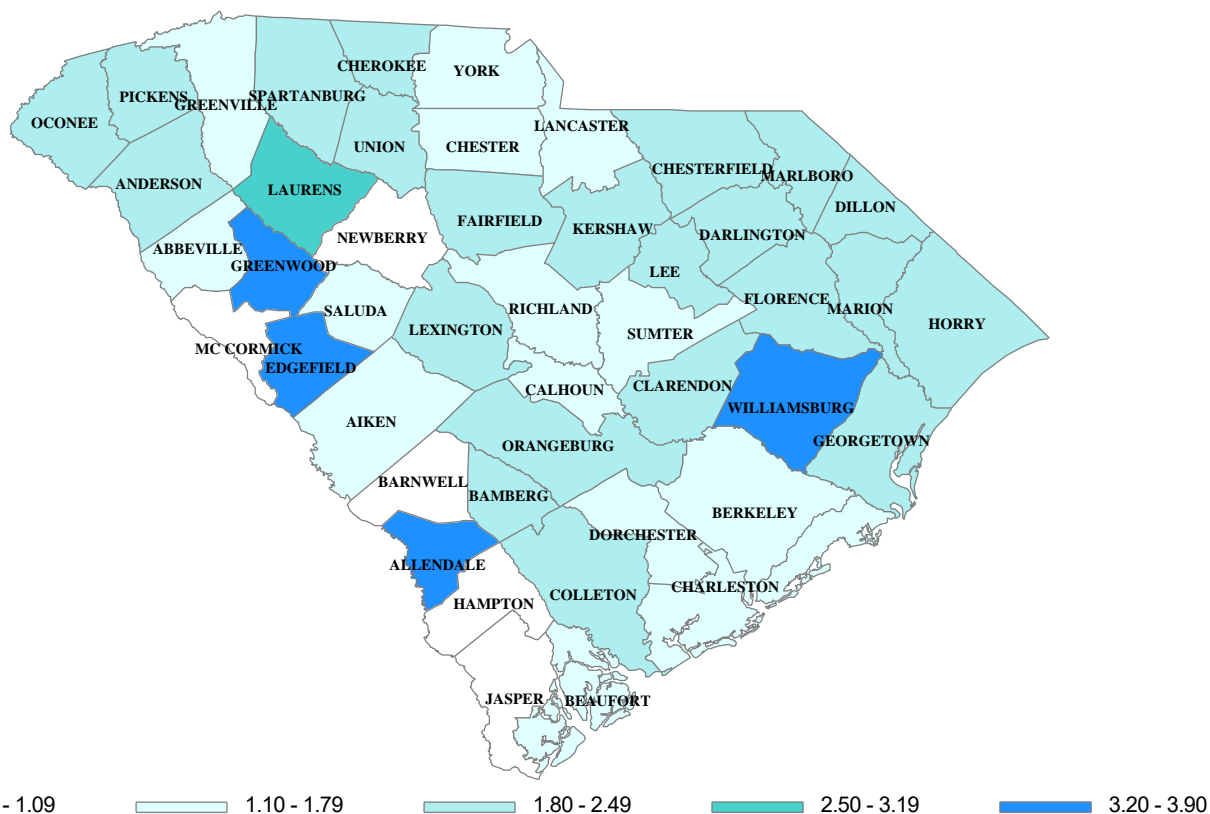 CHEROKEE
YORK
PICKENS
SPARTANBURG
GREENVILLE
OCONEE
LANCASTER
UNION
CHESTER
CHESTERFIELD
MARLBORO
ANDERSON
LAURENS
DILLON
FAIRFIELD
KERSHAW
DARLINGTON
NEWBERRY
ABBEVILLE
GREENWOOD
LEE
FLORENCE
SALUDA
RICHLAND
MARION
LEXINGTON
SUMTER
HORRY
MC CORMICK
EDGEFIELD
CALHOUN
CLARENDON
WILLIAMSBURG
AIKEN
ORANGEBURG
GEORGETOWN
BARNWELL
BAMBERG
BERKELEY
DORCHESTER
ALLENDALE
CHARLESTON
COLLETON
HAMPTON
JASPER
BEAUFORT
- 1.09 1.10 - 1.79 1.80 - 2.49 2.50 - 3.19 3.20 - 3.90